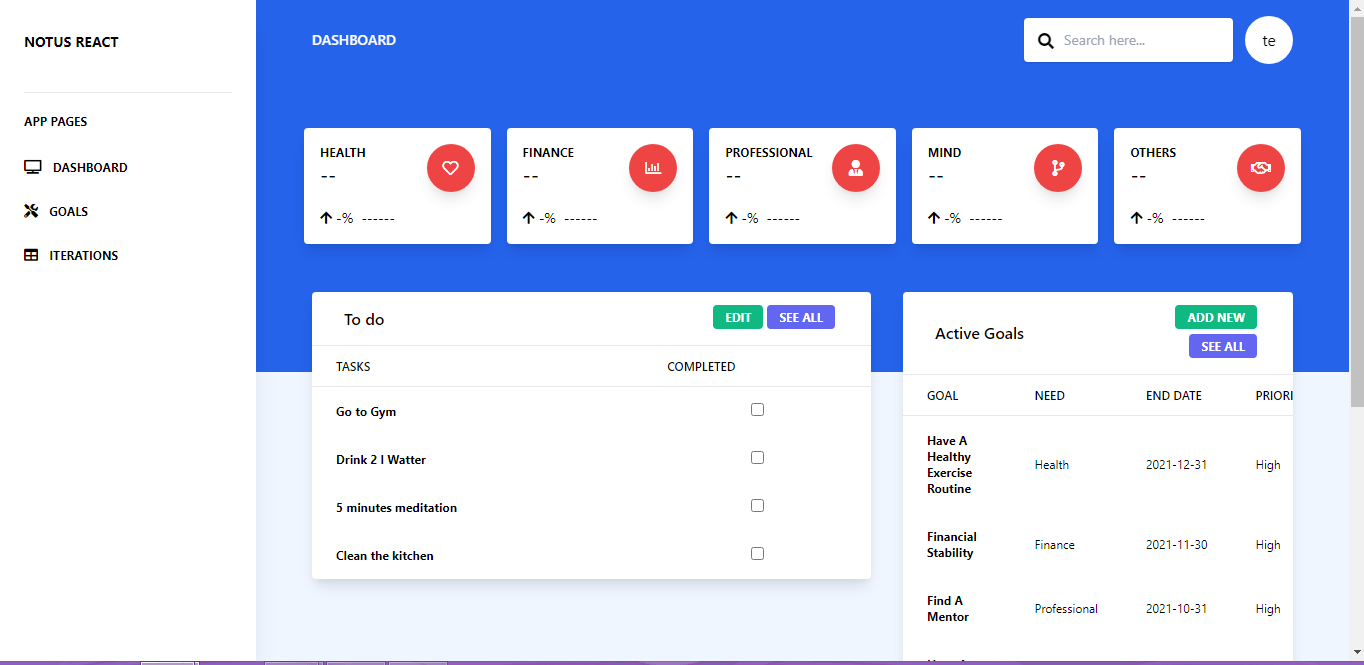 NOTUS REACT
APP PAGES
DASHBOARD
GOALS
ITERATIONS
DASHBOARD
Search here...
te
HEALTH
--
-% ------
FINANCE
--
-% ------
PROFESSIONAL
--
-% ------
MIND
--
-% ------
OTHERS
--
-% ------
To do
EDIT SEE ALL
TASKS COMPLETED
Go to Gym
Drink 2 l Watter
5 minutes meditation
Clean the kitchen
Active Goals
ADD NEW
SEE ALL
GOAL NEED END DATE PRIORI
Have A
Healthy
Exercise
Routine
Health 2021-12-31 High
Financial
Stability
Finance 2021-11-30 High
Find A
Mentor
Professional 2021-10-31 High